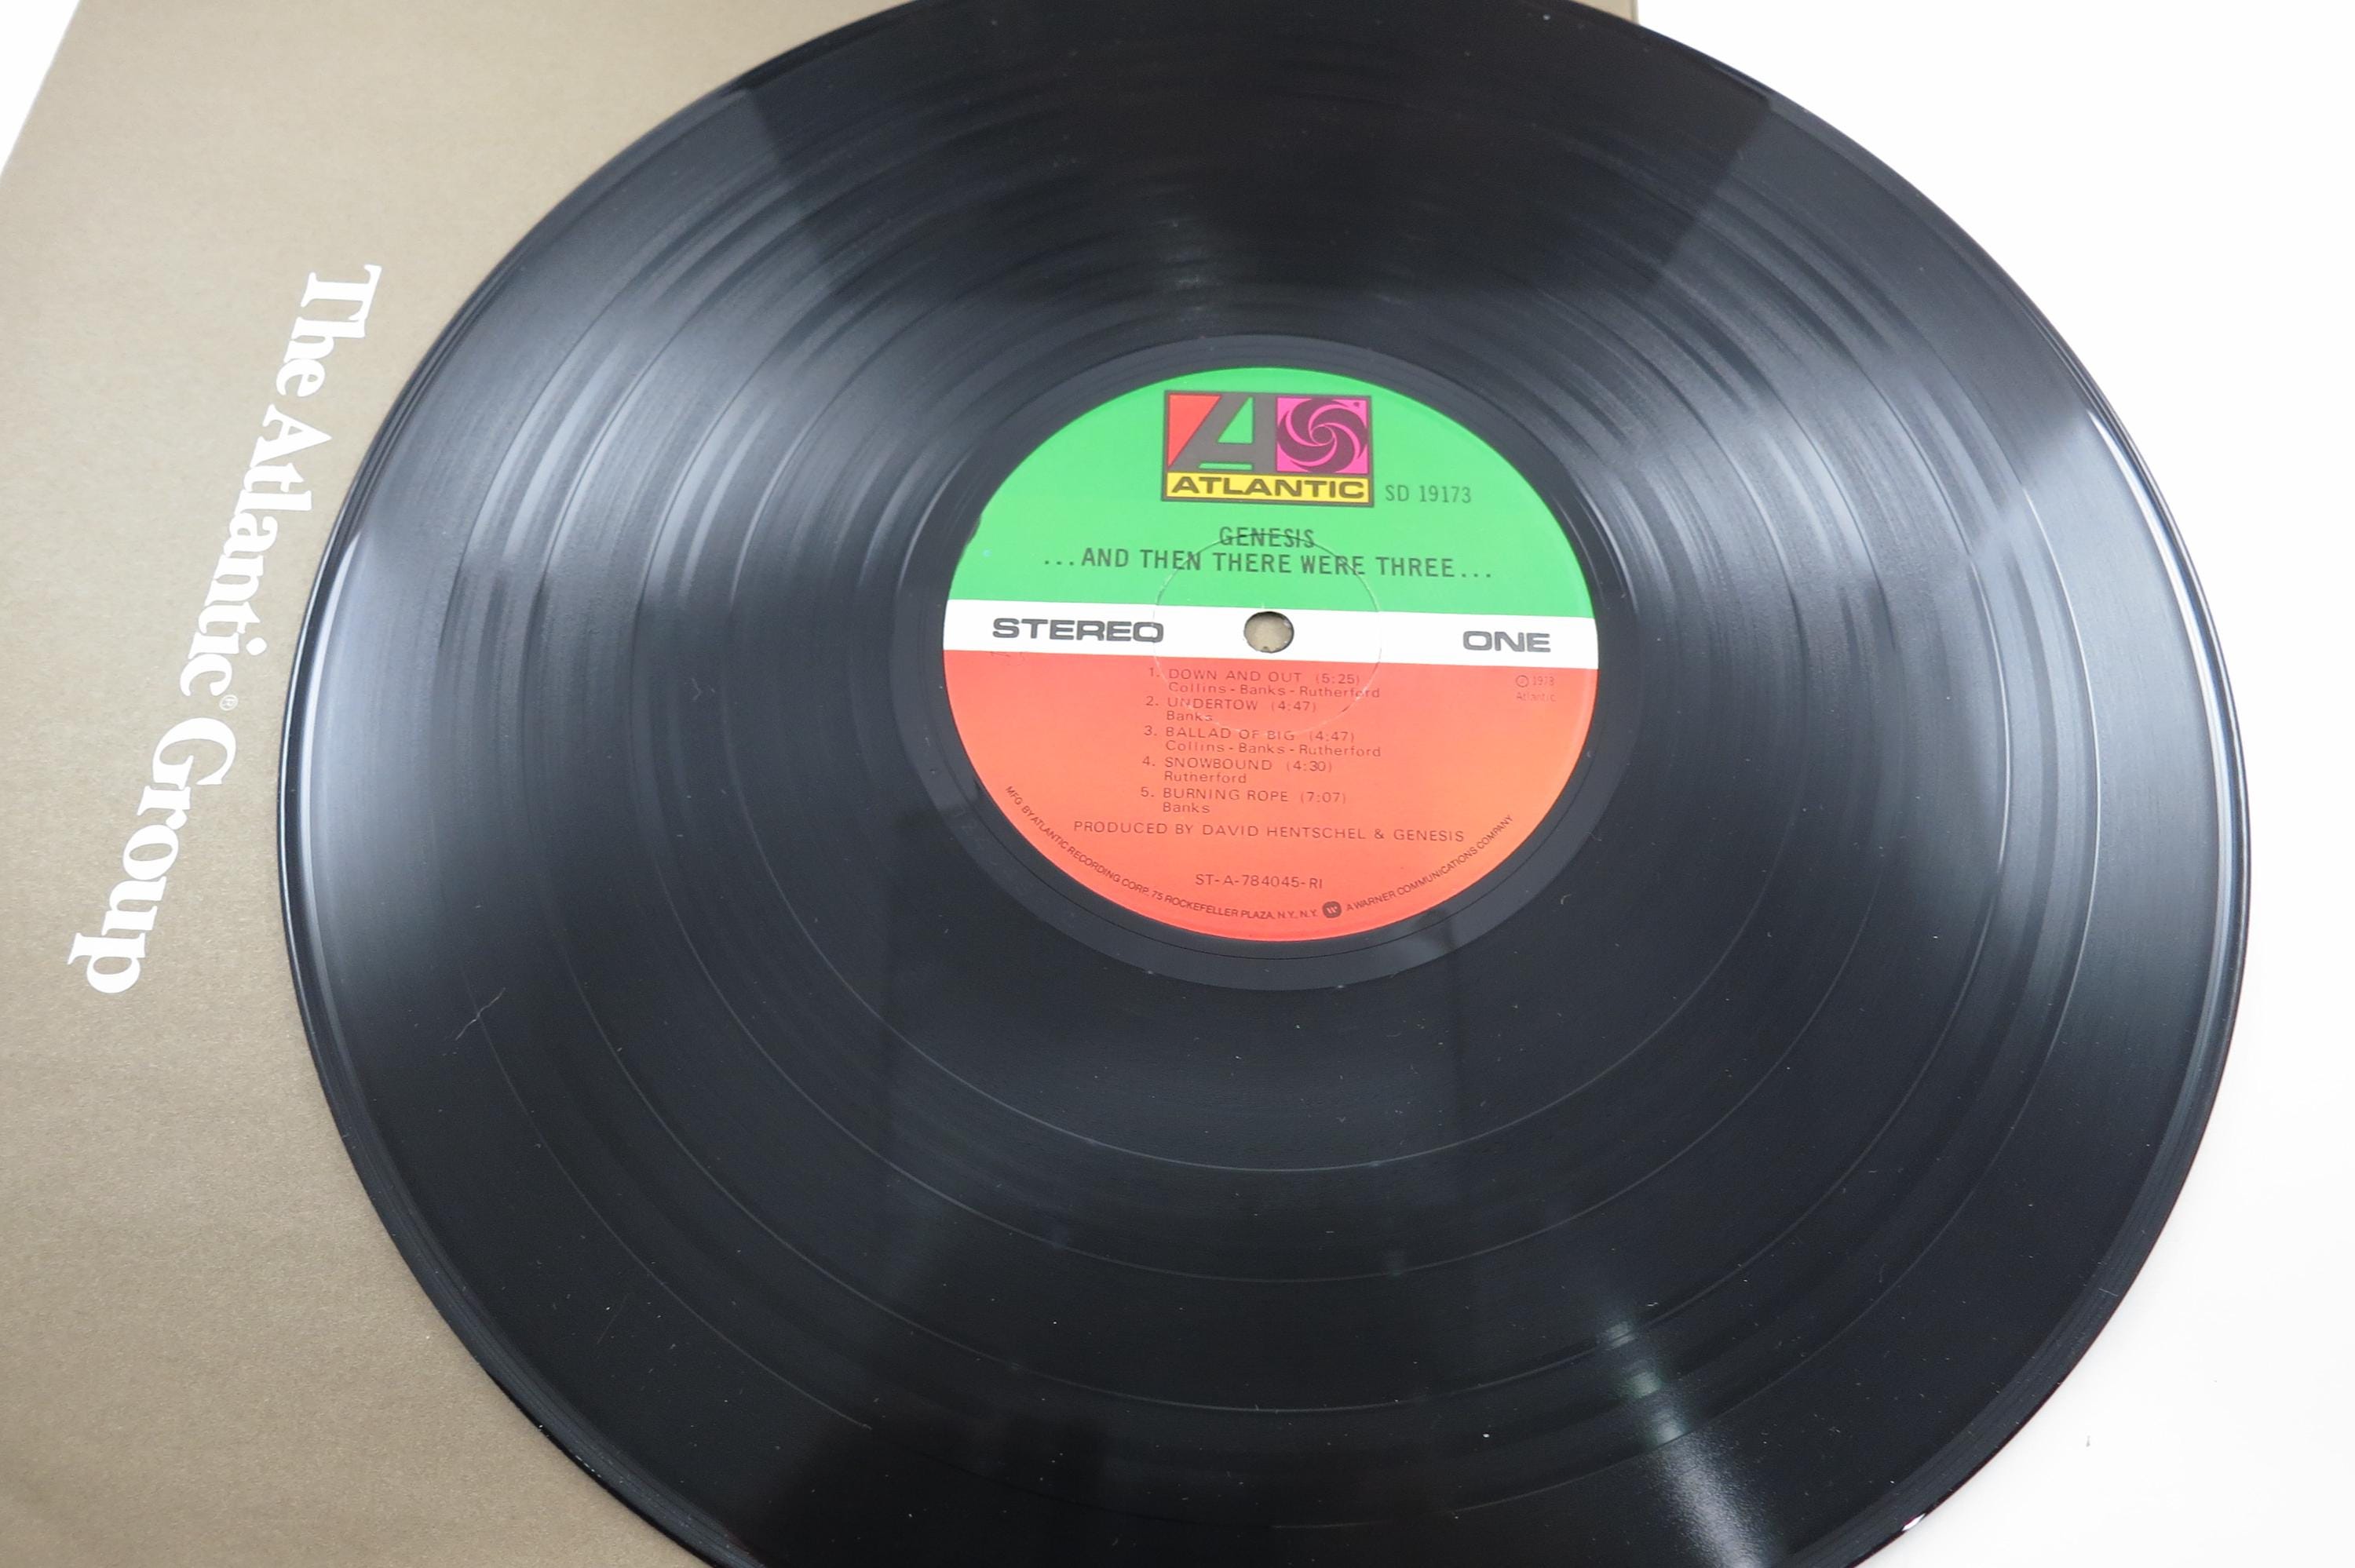 The Atlantic® Group
A
ATLANTIC
SD 19173
GENESIS
...AND THEN THERE WERE THREE...
STEREO
ONE
1. DOWN AND OUT (5:25)
Collins - Banks - Rutherford
2. UNDERTOW (4:47)
Banks
3. BALLAD OF BIG (4:47)
Collins - Banks - Rutherford
4. SNOWBOUND (4:30)
Rutherford
5. BURNING ROPE (7:07)
Banks
℗ 1978
Atlantic
PRODUCED BY DAVID HENTSCHEL & GENESIS
ST-A-784045-RI
MFG. BY ATLANTIC RECORDING CORP. 75 ROCKEFELLER PLAZA, N.Y., N.Y. A WARNER COMMUNICATIONS COMPANY